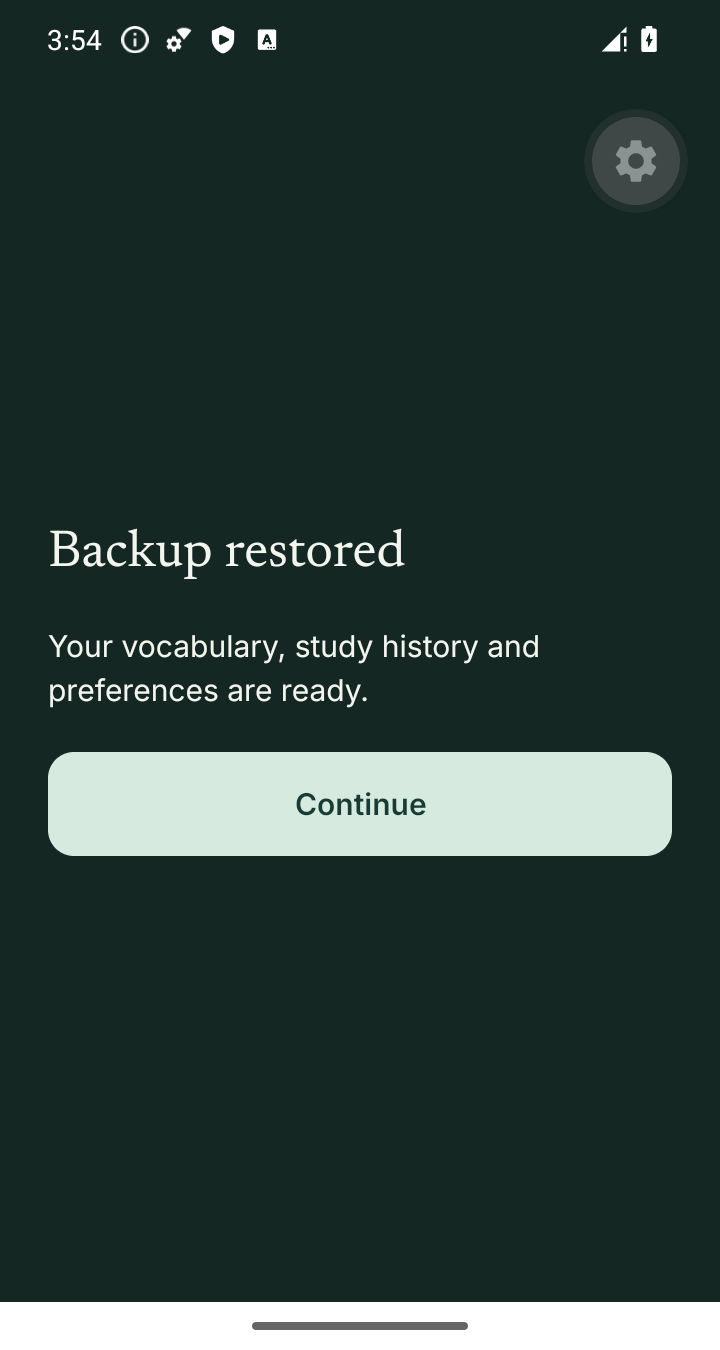 3:54
Backup restored
Your vocabulary, study history and
preferences are ready.
Continue